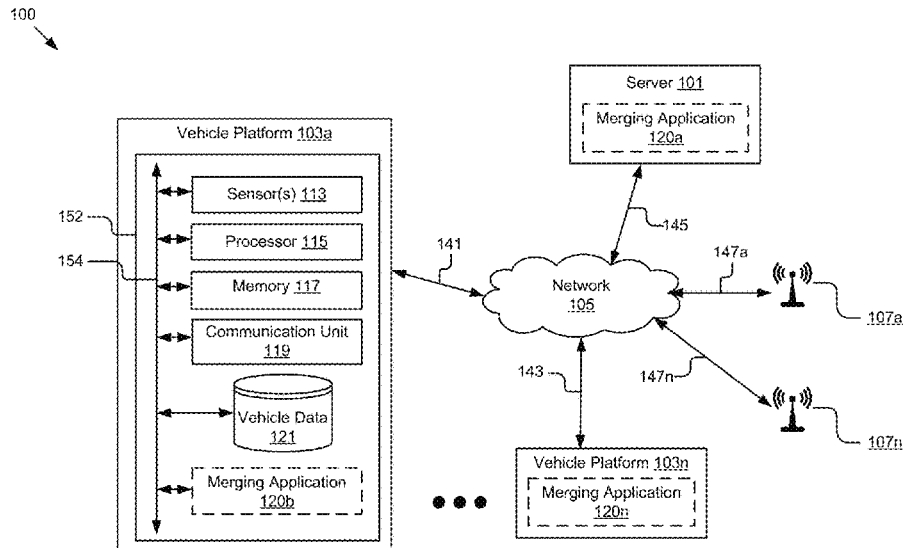 100
Server 101
Merging Application
120a
Vehicle Platform 103a
Sensor(s) 113
Processor 115
Memory 117
Communication Unit
119
Vehicle Data
121
Merging Application
120b
152
154
141
145
Network
105
147a
107a
147n
107n
143
Vehicle Platform 103n
Merging Application
120n